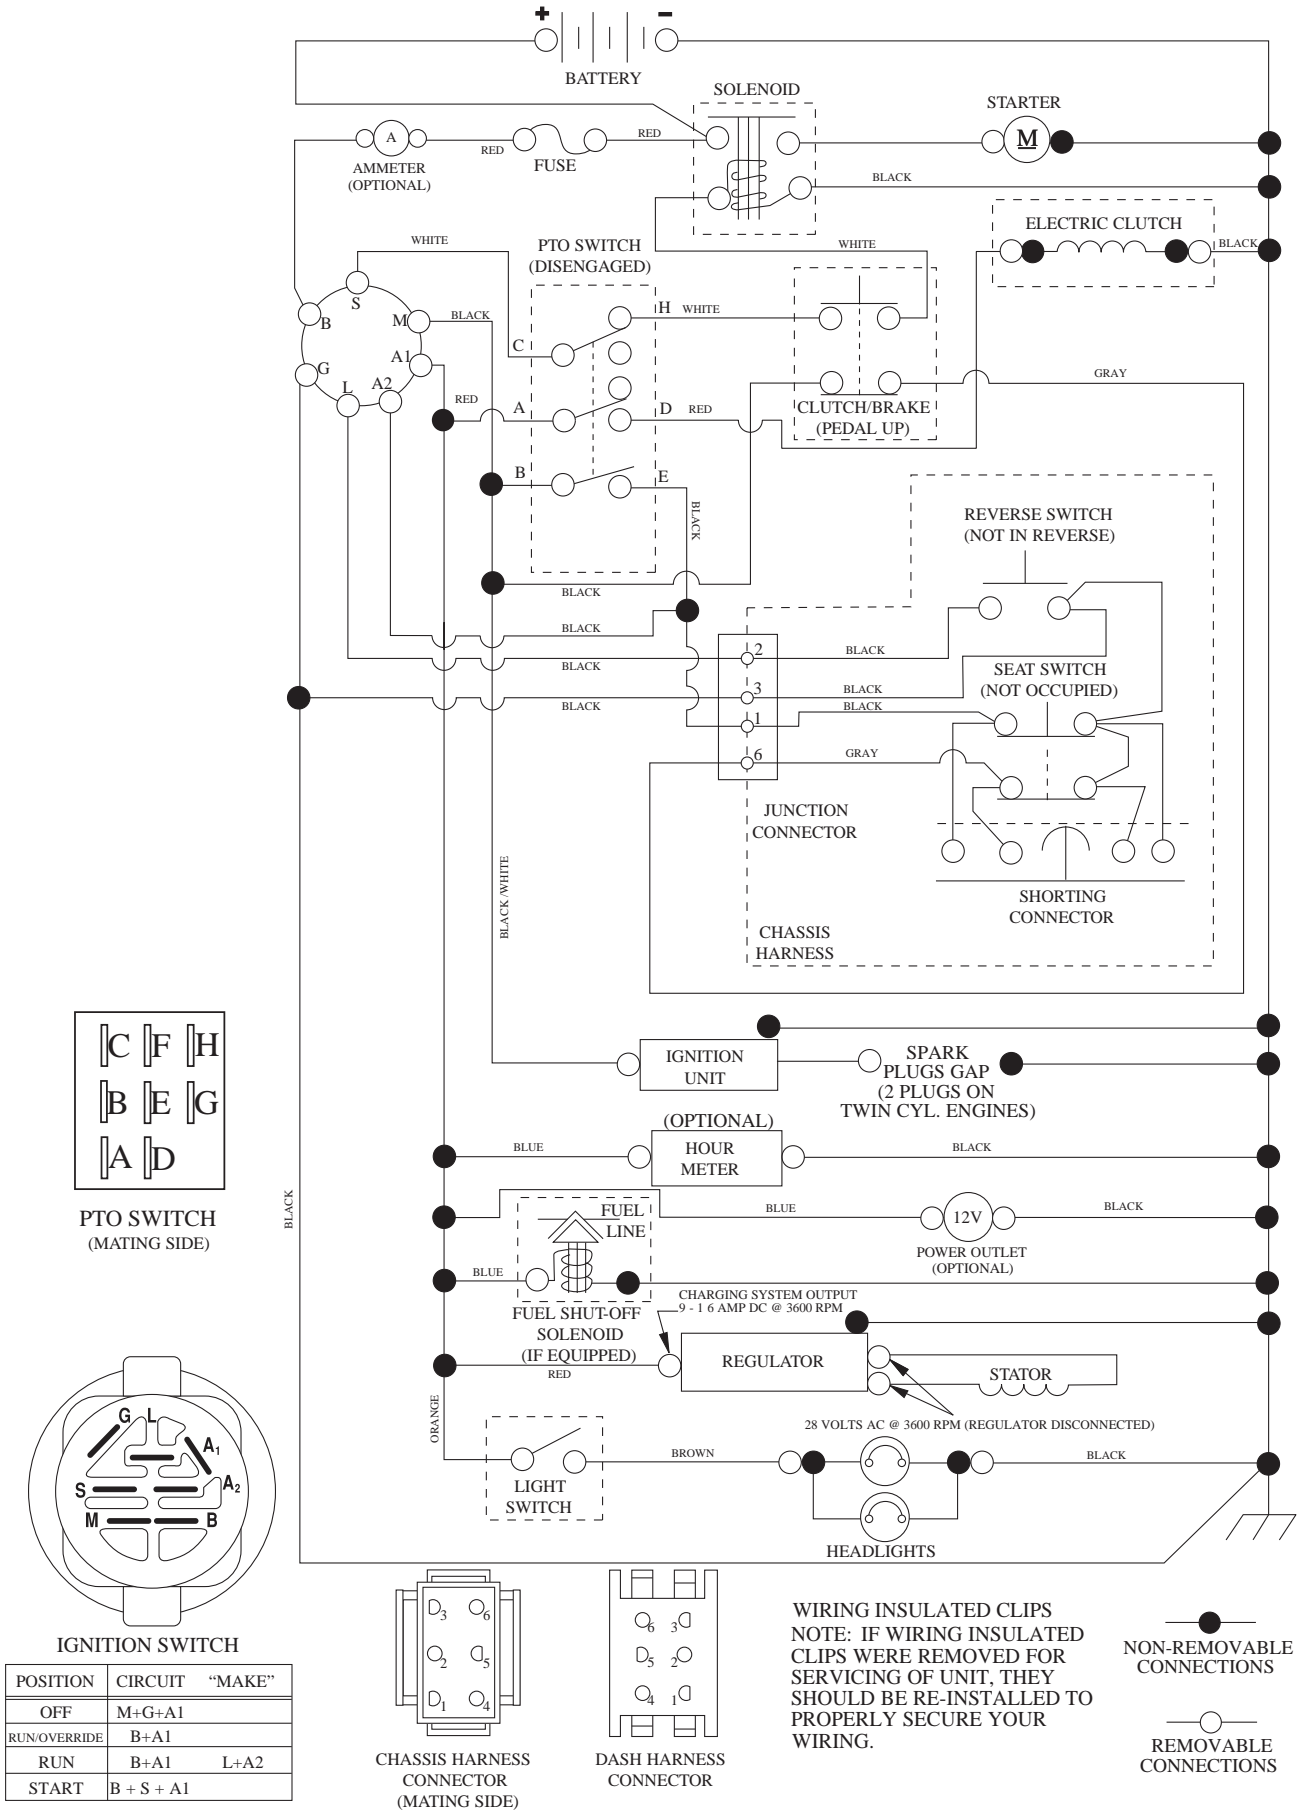 + −
BATTERY
SOLENOID
STARTER
A
RED
FUSE
RED
M
AMMETER
(OPTIONAL)
BLACK
ELECTRIC CLUTCH
BLACK
WHITE
PTO SWITCH
(DISENGAGED)
WHITE
S
B
M
BLACK
H
WHITE
C
G
A1
L
A2
RED
A
D
RED
CLUTCH/BRAKE
(PEDAL UP)
GRAY
B
E
BLACK
REVERSE SWITCH
(NOT IN REVERSE)
BLACK
BLACK
BLACK
2
BLACK
SEAT SWITCH
(NOT OCCUPIED)
3
BLACK
BLACK
BLACK
1
6
GRAY
JUNCTION
CONNECTOR
BLACK /WHITE
SHORTING
CONNECTOR
CHASSIS
HARNESS
C F H
B E G
A D
PTO SWITCH
(MATING SIDE)
IGNITION
UNIT
SPARK
PLUGS GAP
(2 PLUGS ON
TWIN CYL. ENGINES)
(OPTIONAL)
HOUR
METER
BLUE
BLACK
BLACK
FUEL
LINE
BLUE
12V
BLACK
POWER OUTLET
(OPTIONAL)
BLUE
FUEL SHUT-OFF
SOLENOID
(IF EQUIPPED)
CHARGING SYSTEM OUTPUT
9 - 1 6 AMP DC @ 3600 RPM
RED
REGULATOR
STATOR
28 VOLTS AC @ 3600 RPM (REGULATOR DISCONNECTED)
ORANGE
LIGHT
SWITCH
BROWN
BLACK
HEADLIGHTS
G L
A1
S
A2
M
B
IGNITION SWITCH
POSITION CIRCUIT “MAKE”
OFF M+G+A1
RUN/OVERRIDE B+A1
RUN B+A1 L+A2
START B + S + A1
3 6
2 5
1 4
CHASSIS HARNESS
CONNECTOR
(MATING SIDE)
6 3
5 2
4 1
DASH HARNESS
CONNECTOR
WIRING INSULATED CLIPS
NOTE: IF WIRING INSULATED
CLIPS WERE REMOVED FOR
SERVICING OF UNIT, THEY
SHOULD BE RE-INSTALLED TO
PROPERLY SECURE YOUR
WIRING.
NON-REMOVABLE
CONNECTIONS
REMOVABLE
CONNECTIONS